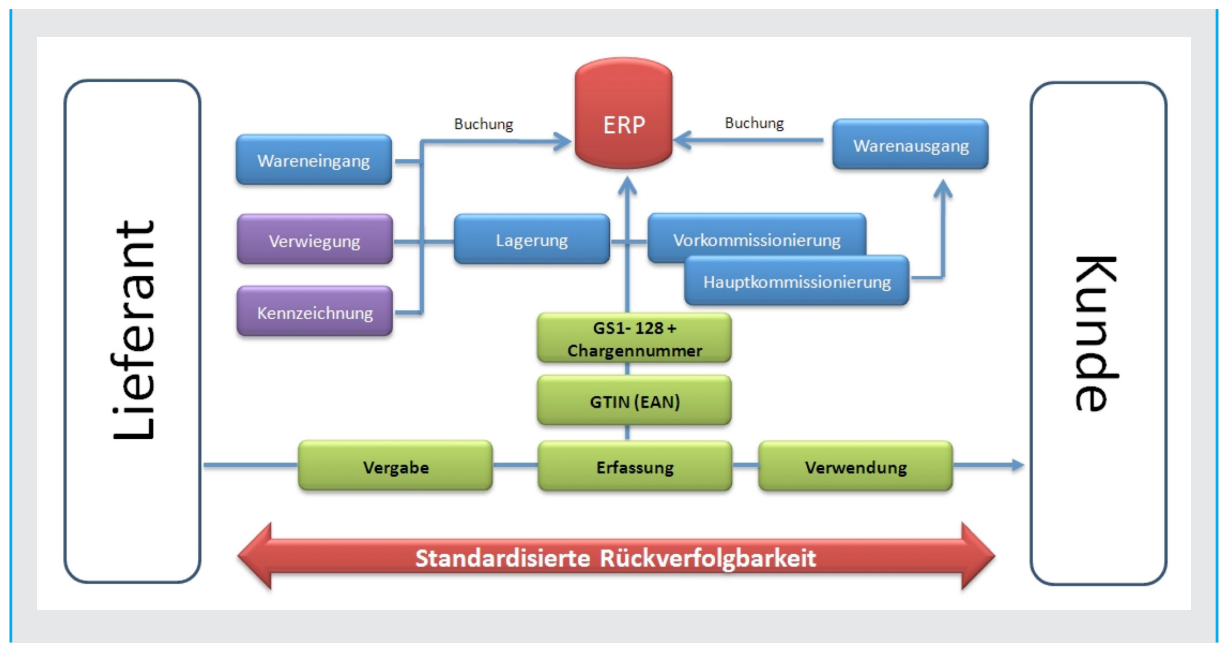 Lieferant
Buchung
ERP
Buchung
Wareneingang
Warenausgang
Verwiegung
Lagerung
Vorkommissionierung
Hauptkommissionierung
Kennzeichnung
GS1- 128 +
Chargennummer
GTIN (EAN)
Vergabe
Erfassung
Verwendung
Standardisierte Rückverfolgbarkeit
Kunde